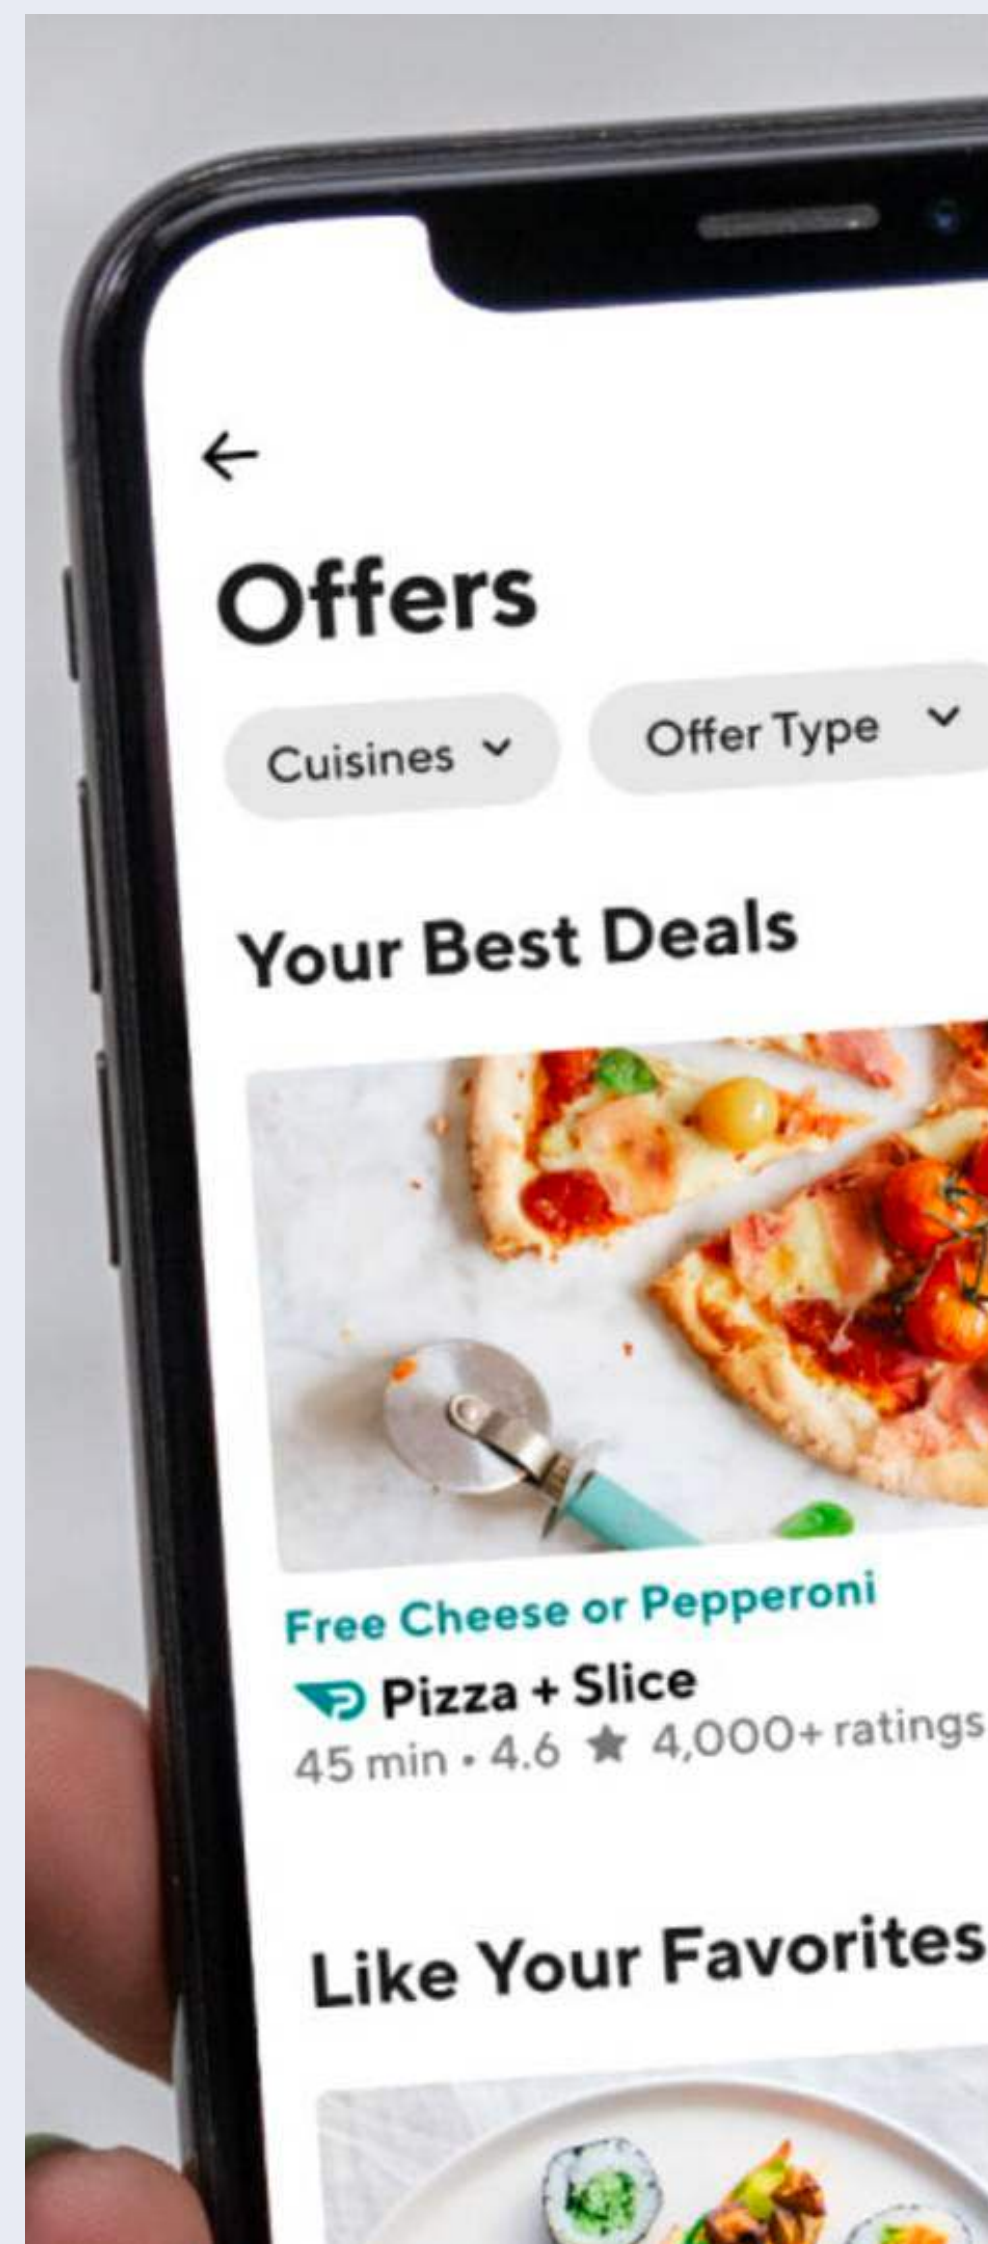 Offers
Cuisines
Offer Type
Your Best Deals
Free Cheese or Pepperoni
Pizza + Slice
45 min • 4.6 ★ 4,000+ ratings
Like Your Favorites